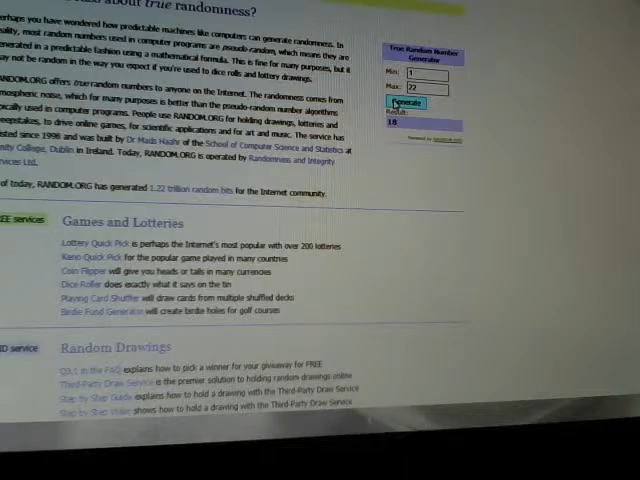 about true randomness?
Perhaps you have wondered how predictable machines like computers can generate randomness. In
reality, most random numbers used in computer programs are pseudo-random, which means they are
generated in a predictable fashion using a mathematical formula. This is fine for many purposes, but it
may not be random in the way you expect if you're used to dice rolls and lottery drawings.
RANDOM.ORG offers true random numbers to anyone on the Internet. The randomness comes from
atmospheric noise, which for many purposes is better than the pseudo-random number algorithms
typically used in computer programs. People use RANDOM.ORG for holding drawings, lotteries and
sweepstakes, to drive online games, for scientific applications and for art and music. The service has
existed since 1998 and was built by Dr Mads Haahr of the School of Computer Science and Statistics at
Trinity College, Dublin in Ireland. Today, RANDOM.ORG is operated by Randomness and Integrity
Services Ltd.
of today, RANDOM.ORG has generated 1.22 trillion random bits for the Internet community.
True Random Number
Generator
Min: 1
Max: 22
Generate
Result:
18
Powered by RANDOM.ORG
FREE services
Games and Lotteries
Lottery Quick Pick is perhaps the Internet's most popular with over 200 lotteries
Keno Quick Pick for the popular game played in many countries
Coin Flipper will give you heads or tails in many currencies
Dice Roller does exactly what it says on the tin
Playing Card Shuffler will draw cards from multiple shuffled decks
Birdie Fund Generator will create birdie holes for golf courses
PAID service
Random Drawings
Q3.1 in the FAQ explains how to pick a winner for your giveaway for FREE
Third-Party Draw Service is the premier solution to holding random drawings online
Step by Step Guide explains how to hold a drawing with the Third-Party Draw Service
Step by Step Video shows how to hold a drawing with the Third-Party Draw Service